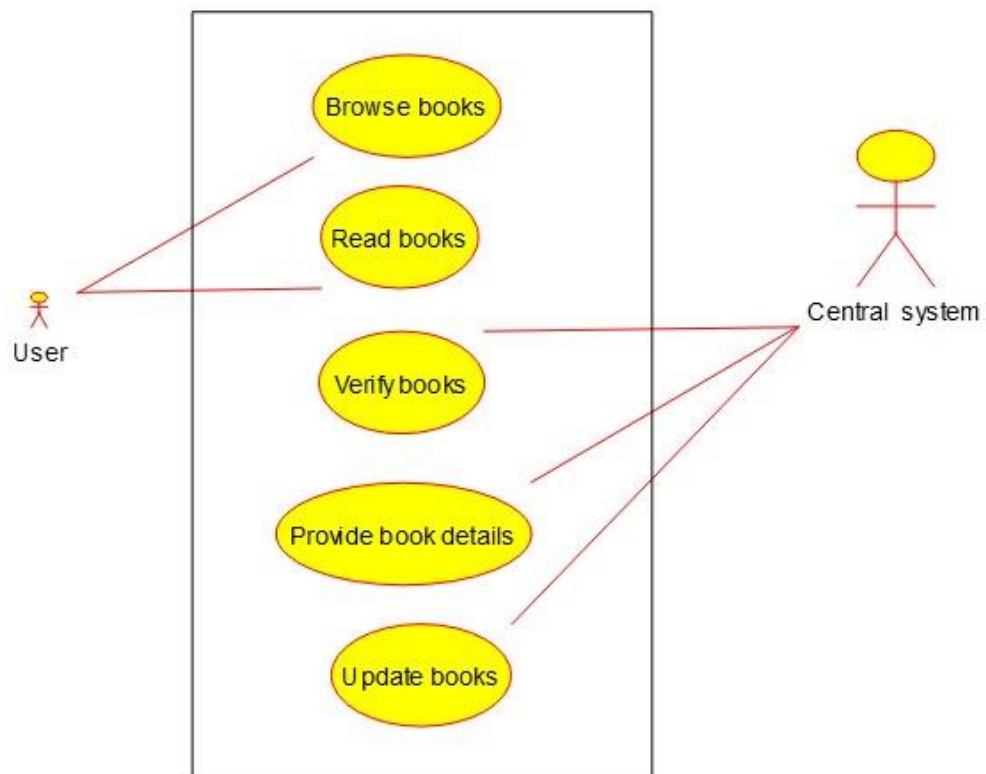 Browse books
Read books
Central system
User
Verify books
Provide book details
Update books